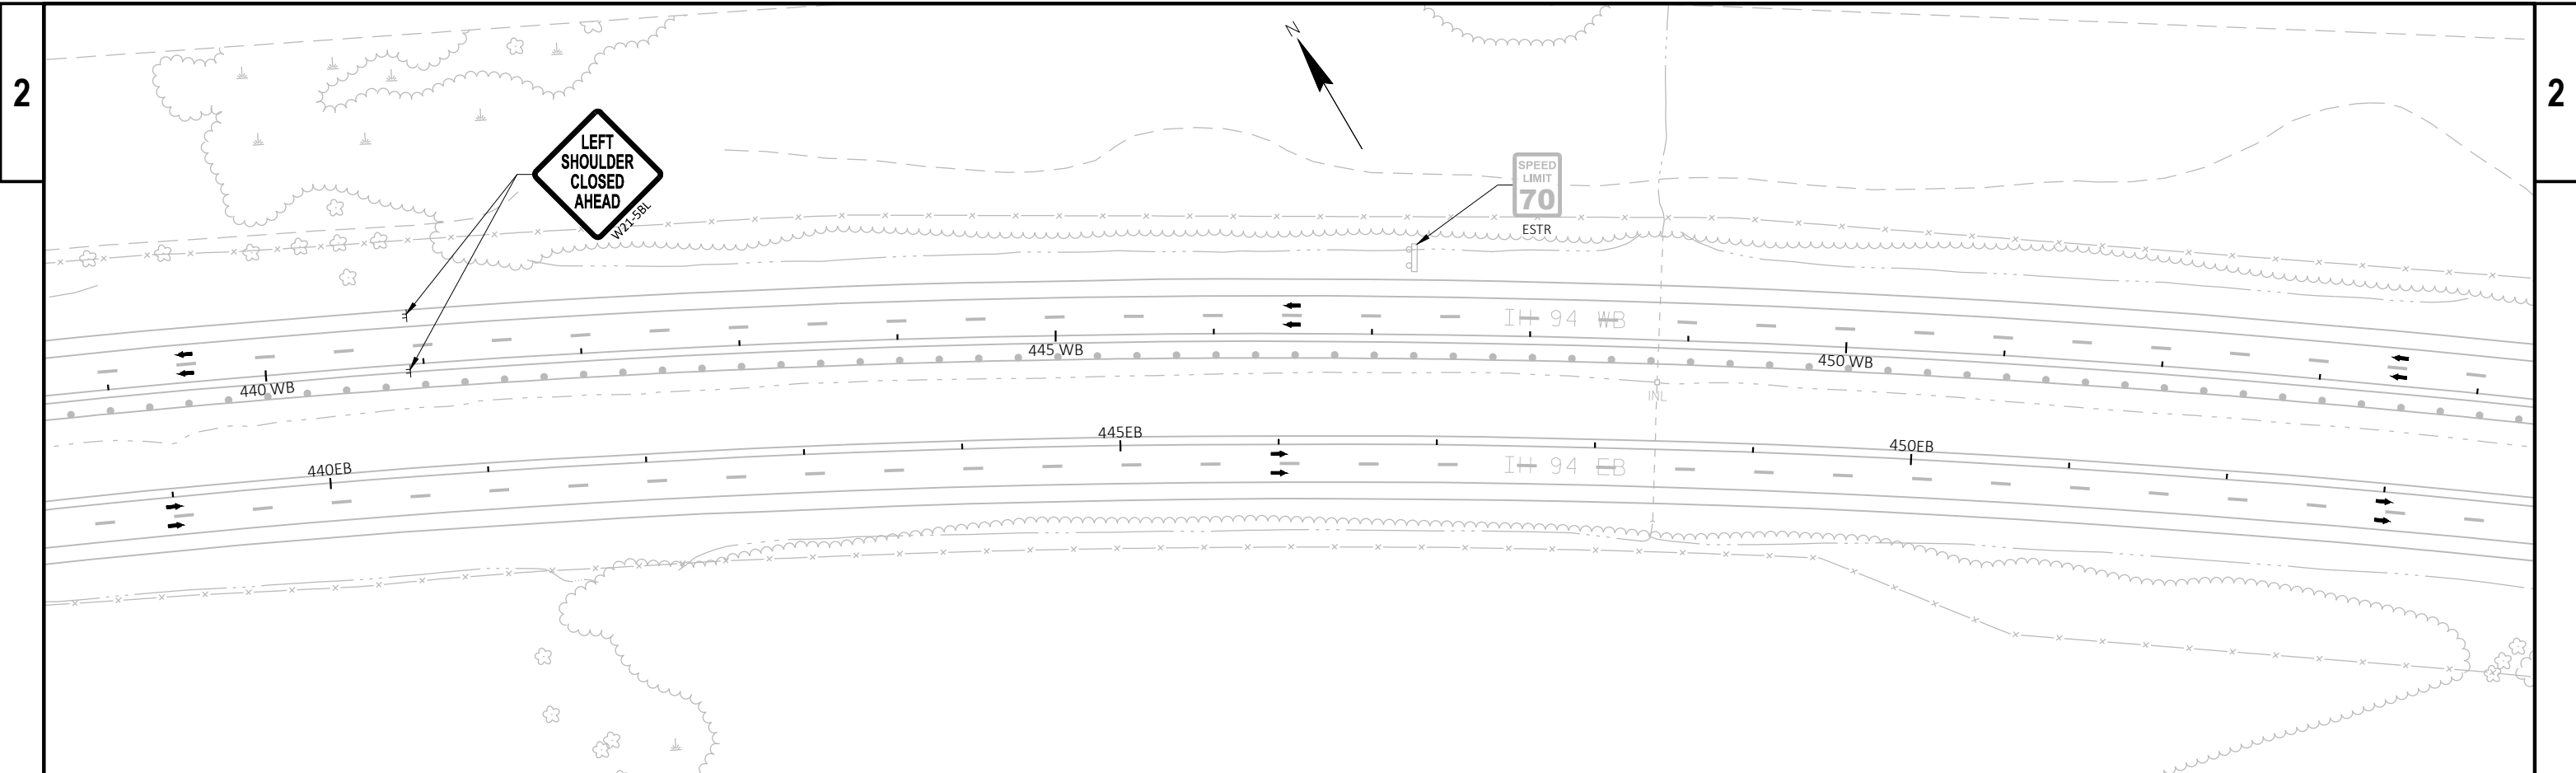 2
2
N
LEFT
SHOULDER
CLOSED
AHEAD
W21-5BL
SPEED
LIMIT
70
ESTR
IH 94 WB
445 WB
450 WB
440 WB
INL
445EB
450EB
440EB
IH 94 EB